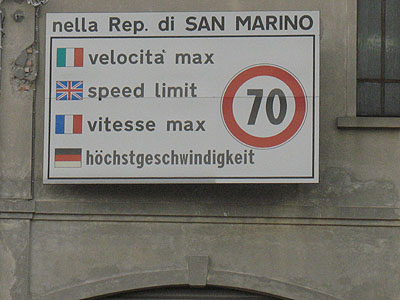 nella Rep. di SAN MARINO
velocita' max
speed limit
vitesse max
höchstgeschwindigkeit
70